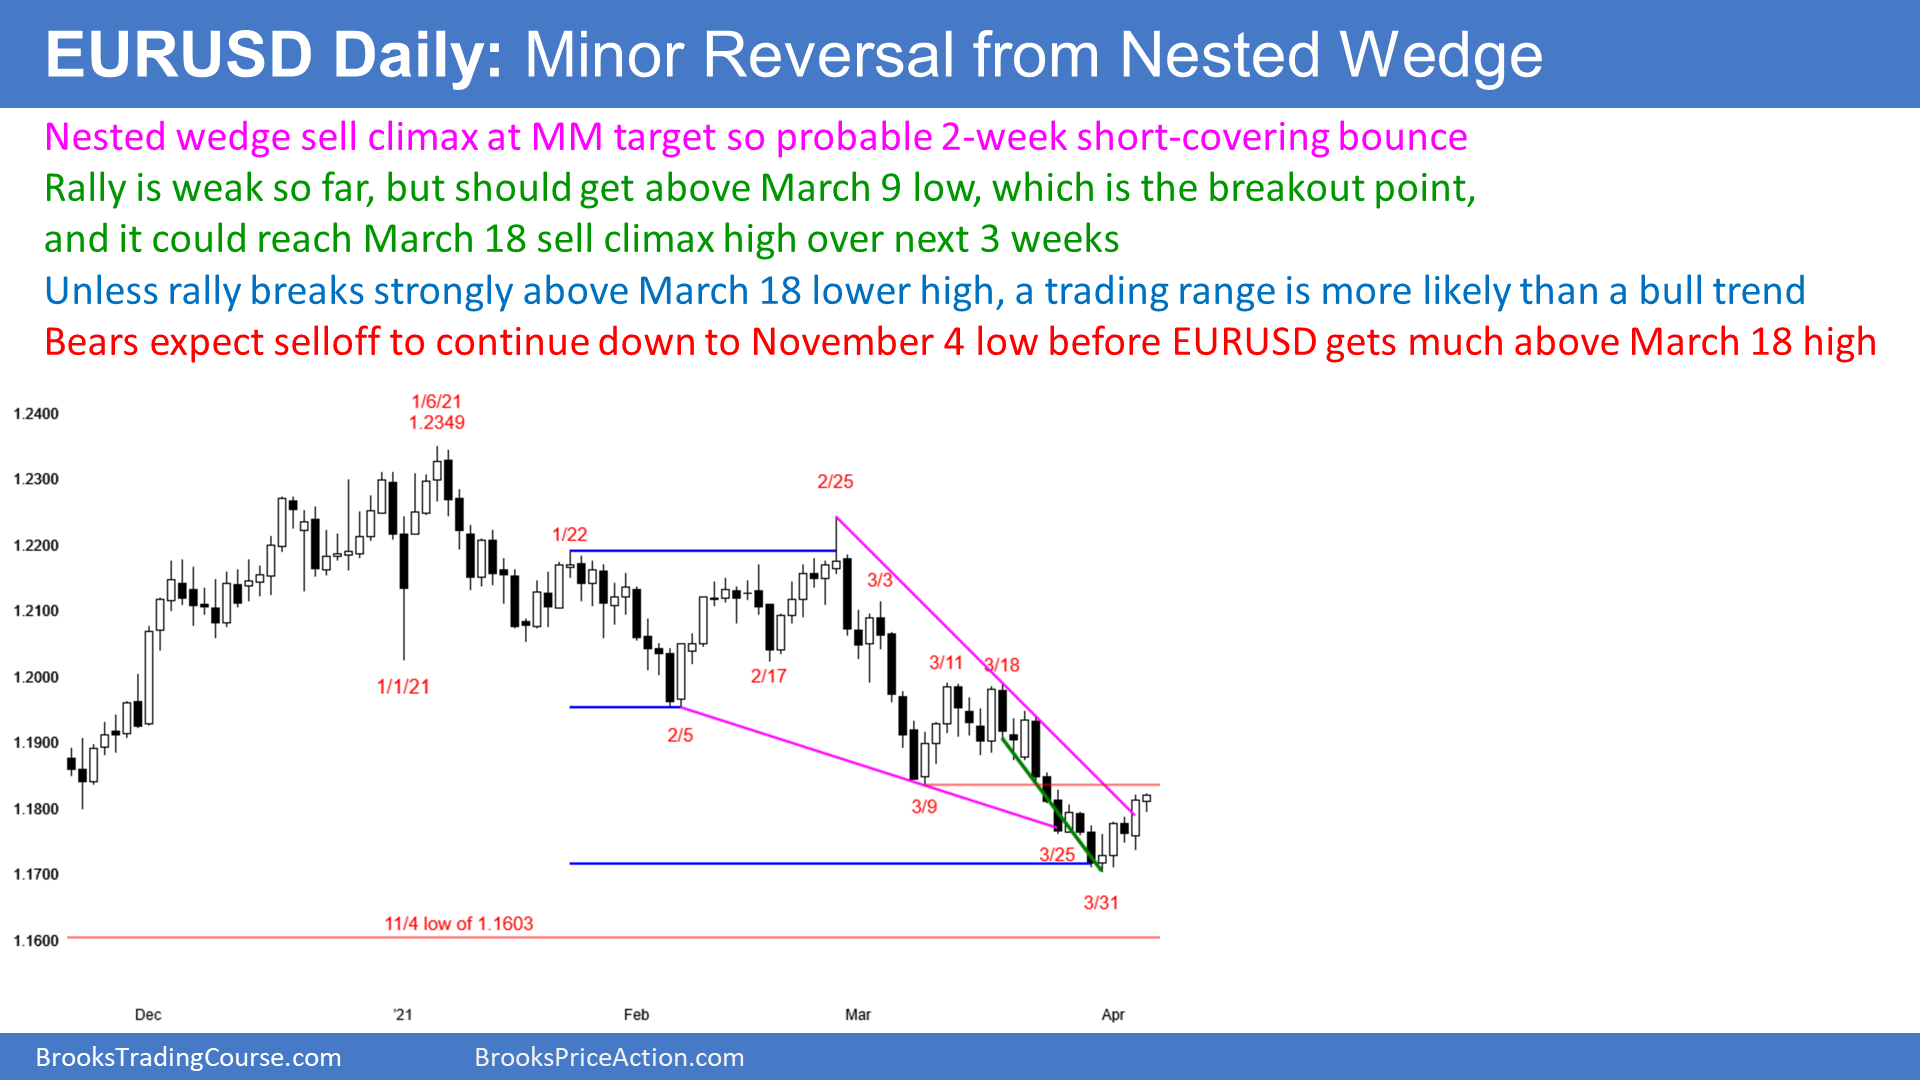 EURUSD Daily: Minor Reversal from Nested Wedge
Nested wedge sell climax at MM target so probable 2-week short-covering bounce
Rally is weak so far, but should get above March 9 low, which is the breakout point,
and it could reach March 18 sell climax high over next 3 weeks
Unless rally breaks strongly above March 18 lower high, a trading range is more likely than a bull trend
Bears expect selloff to continue down to November 4 low before EURUSD gets much above March 18 high
1.2400
1.2300
1.2200
1.2100
1.2000
1.1900
1.1800
1.1700
1.1600
1/6/21
1.2349
1/1/21
1/22
2/5
2/17
2/25
3/3
3/9
3/11
3/18
3/25
3/31
11/4 low of 1.1603
Dec
'21
Feb
Mar
Apr
BrooksTradingCourse.com
BrooksPriceAction.com